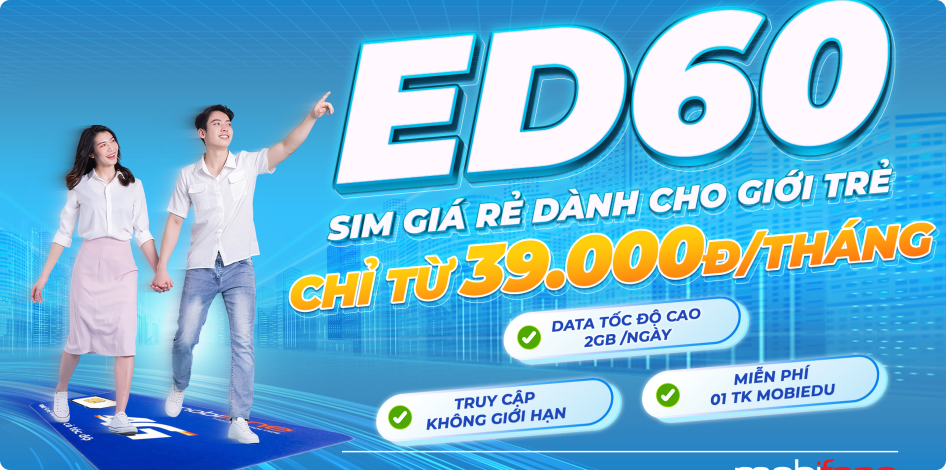 ED60
SIM GIÁ RẺ DÀNH CHO GIỚI TRẺ
CHỈ TỪ 39.000Đ/THÁNG
DATA TỐC ĐỘ CAO
2GB /NGÀY
TRUY CẬP
KHÔNG GIỚI HẠN
MIỄN PHÍ
01 TK MOBIEDU
4G